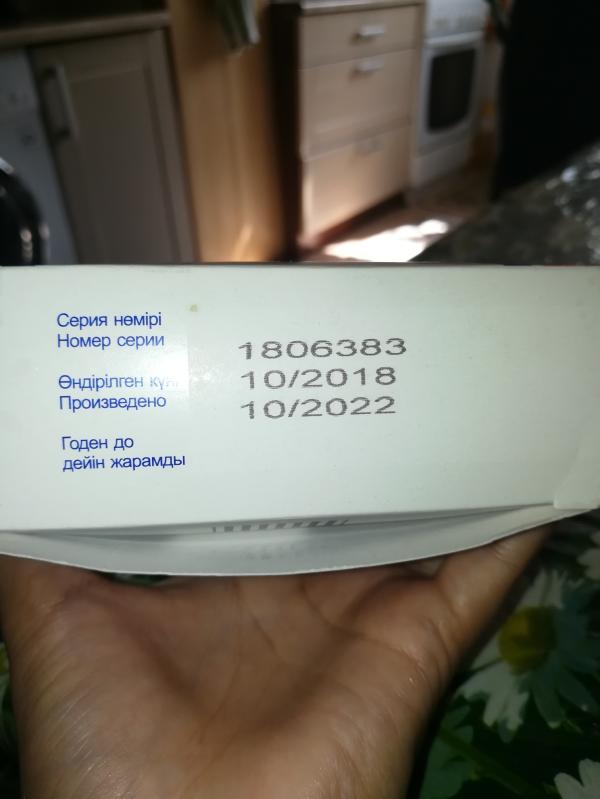 Серия нөмірі
Номер серии
1806383
Өндірілген күні
10/2018
Произведено
10/2022
Годен до
дейін жарамды